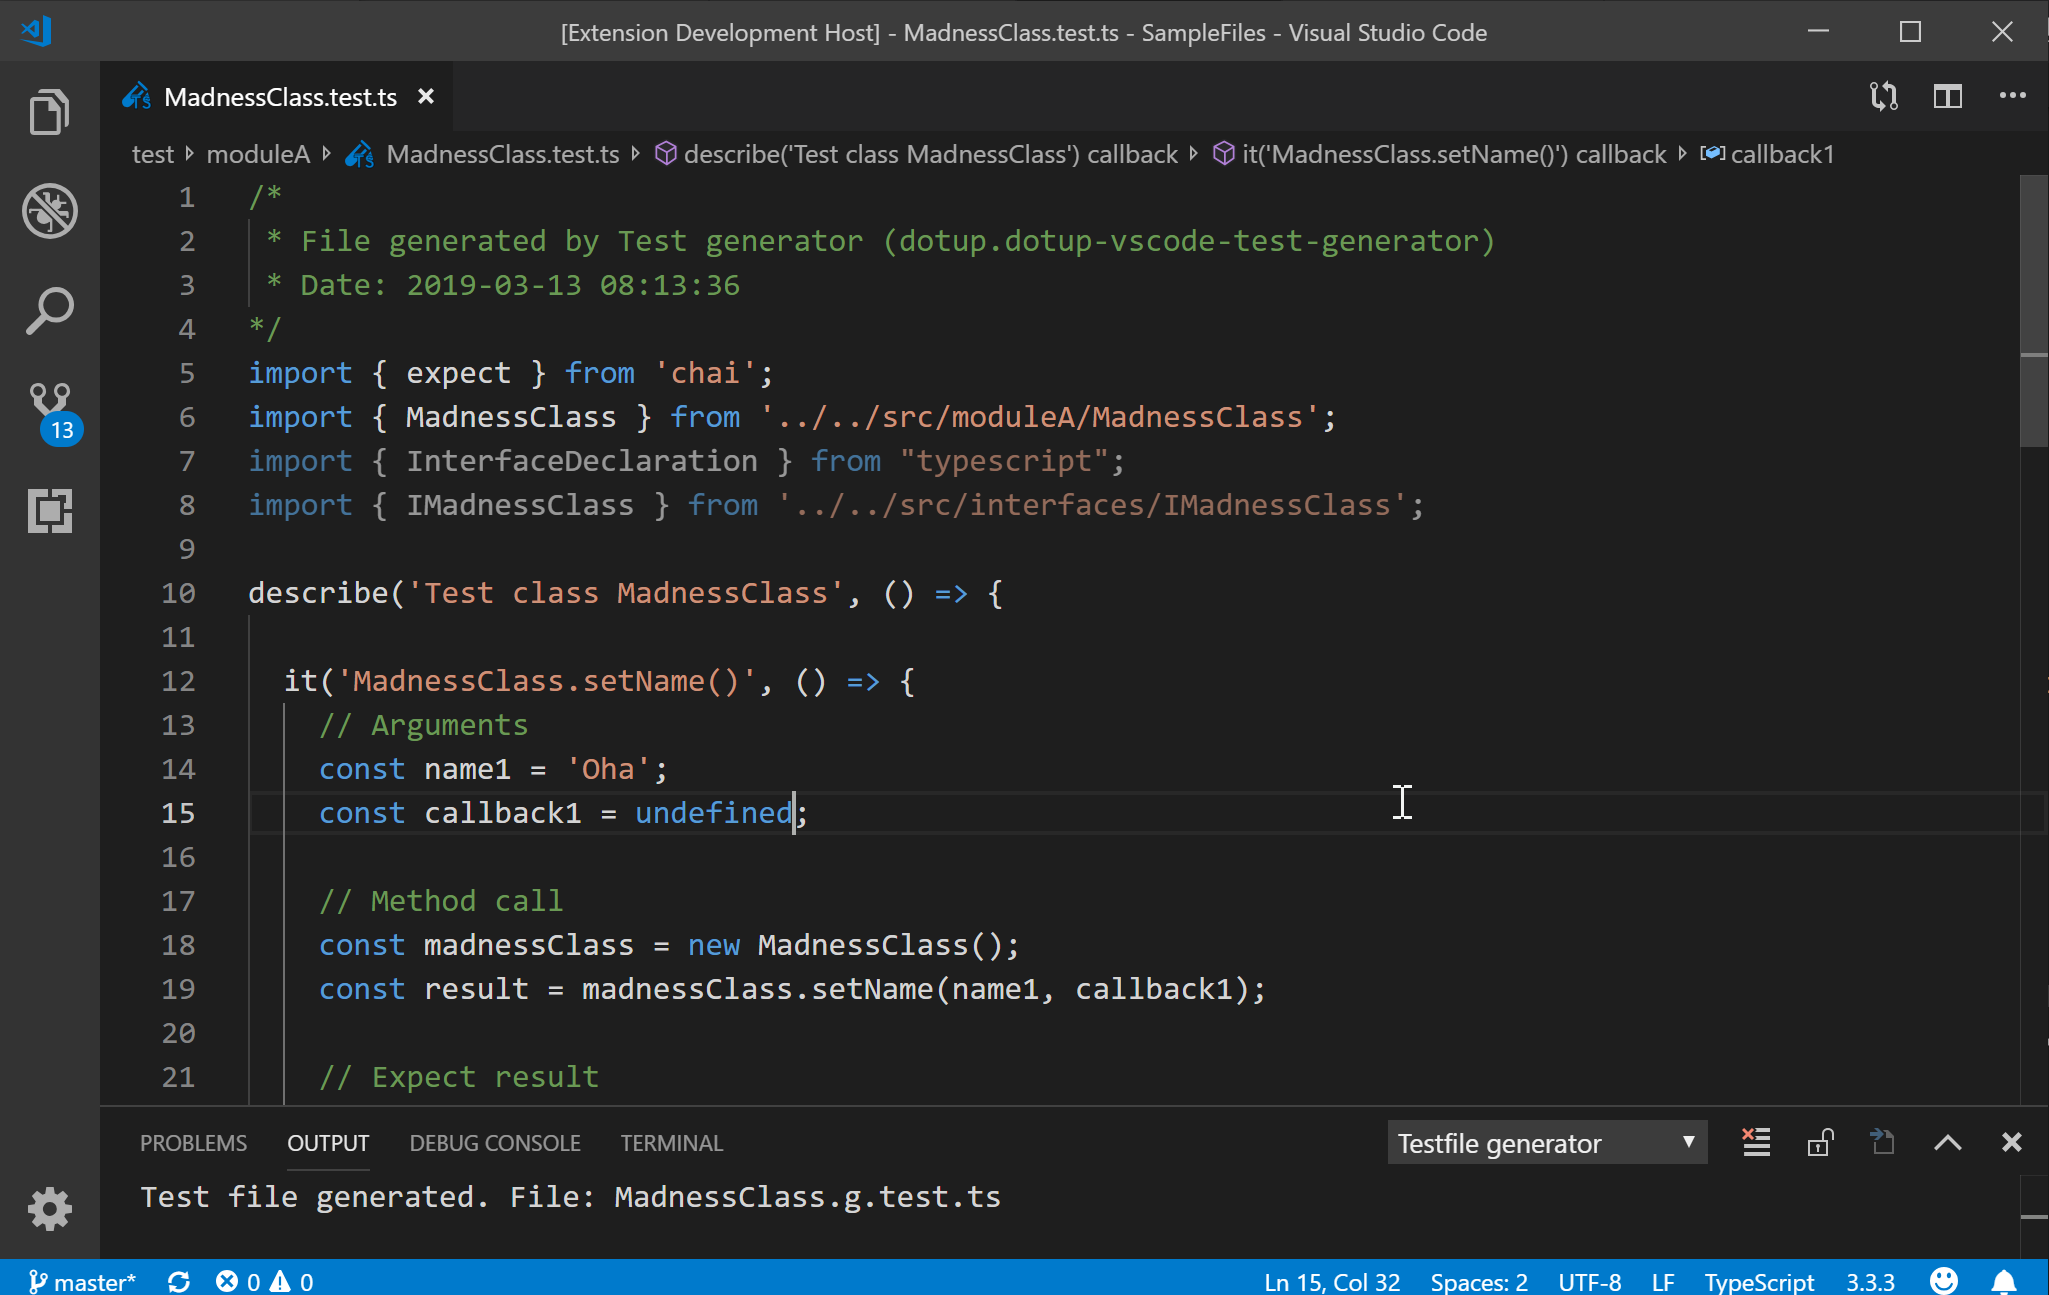 [Extension Development Host] - MadnessClass.test.ts - SampleFiles - Visual Studio Code
TS MadnessClass.test.ts
test moduleA TS MadnessClass.test.ts describe('Test class MadnessClass') callback it('MadnessClass.setName()') callback callback1
1 /*
2 * File generated by Test generator (dotup.dotup-vscode-test-generator)
3 * Date: 2019-03-13 08:13:36
4 */
5 import { expect } from 'chai';
6 import { MadnessClass } from '../../src/moduleA/MadnessClass';
7 import { InterfaceDeclaration } from "typescript";
8 import { IMadnessClass } from '../../src/interfaces/IMadnessClass';
9
10 describe('Test class MadnessClass', () => {
11
12 it('MadnessClass.setName()', () => {
13 // Arguments
14 const name1 = 'Oha';
15 const callback1 = undefined;
16
17 // Method call
18 const madnessClass = new MadnessClass();
19 const result = madnessClass.setName(name1, callback1);
20
21 // Expect result
13
PROBLEMS OUTPUT DEBUG CONSOLE TERMINAL Testfile generator
Test file generated. File: MadnessClass.g.test.ts
master* 0 0 Ln 15, Col 32 Spaces: 2 UTF-8 LF TypeScript 3.3.3